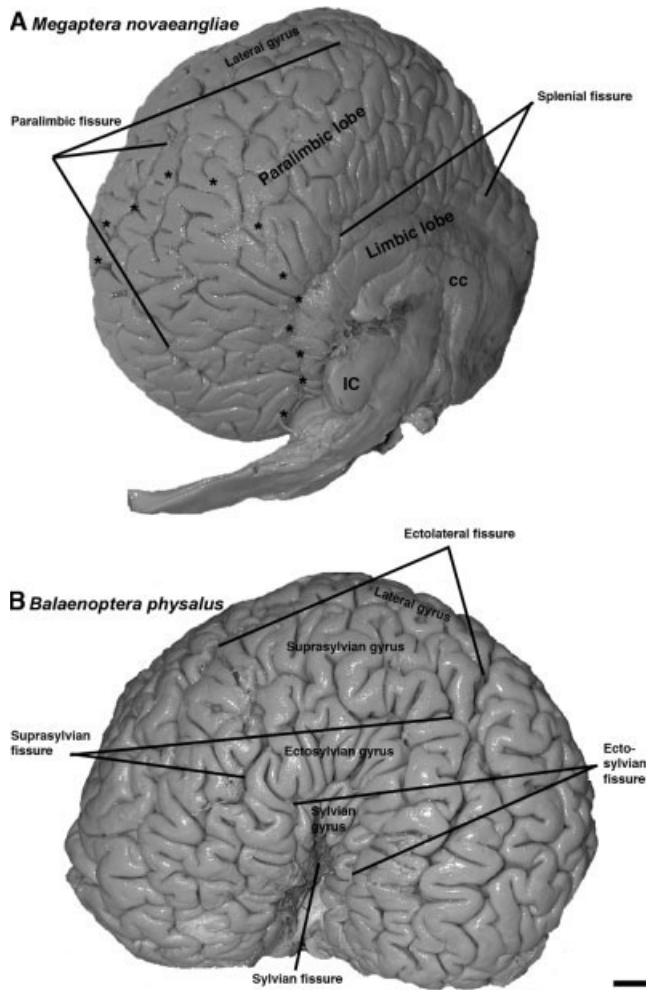 A Megaptera novaeangliae
Lateral gyrus
Paralimbic fissure
Splenial fissure
Paralimbic lobe
Limbic lobe
cc
IC
Ectolateral fissure
B Balaenoptera physalus
Lateral gyrus
Suprasylvian gyrus
Suprasylvian
fissure
Ectosylvian gyrus
Ecto-
sylvian
fissure
Sylvian
gyrus
Sylvian fissure